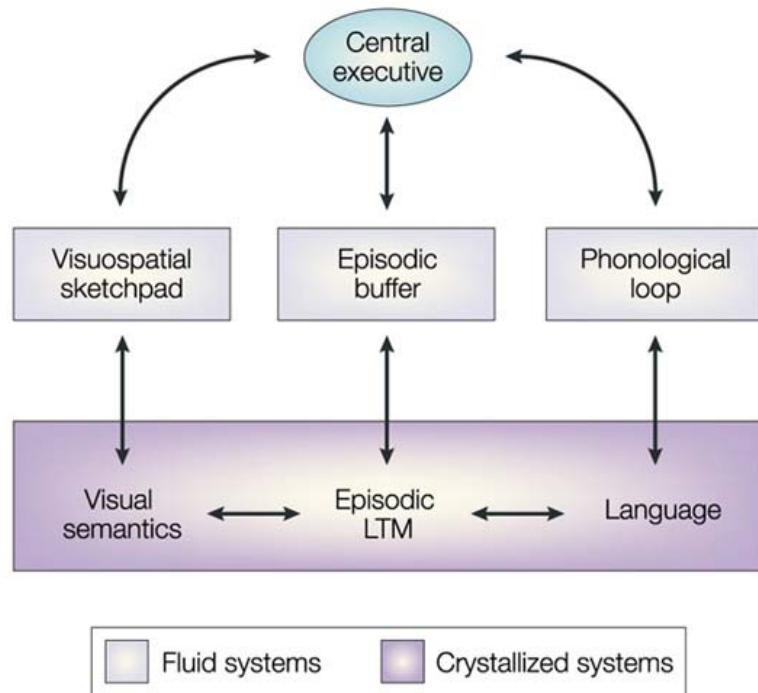 Central
executive
Visuospatial
sketchpad
Episodic
buffer
Phonological
loop
Visual
semantics
Episodic
LTM
Language
Fluid systems
Crystallized systems